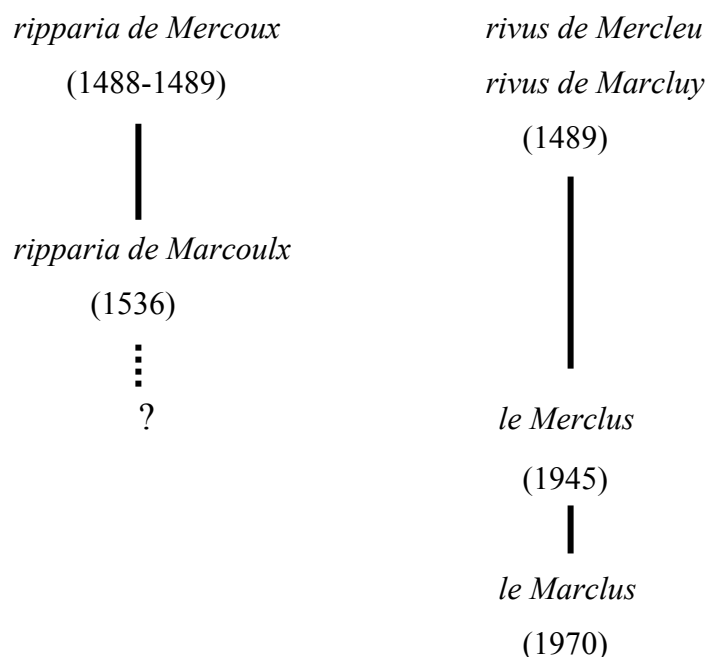 ripparia de Mercoux
(1488-1489)
ripparia de Marcoulx
(1536)
?
rivus de Mercleu
rivus de Marcluy
(1489)
le Merclus
(1945)
le Marclus
(1970)